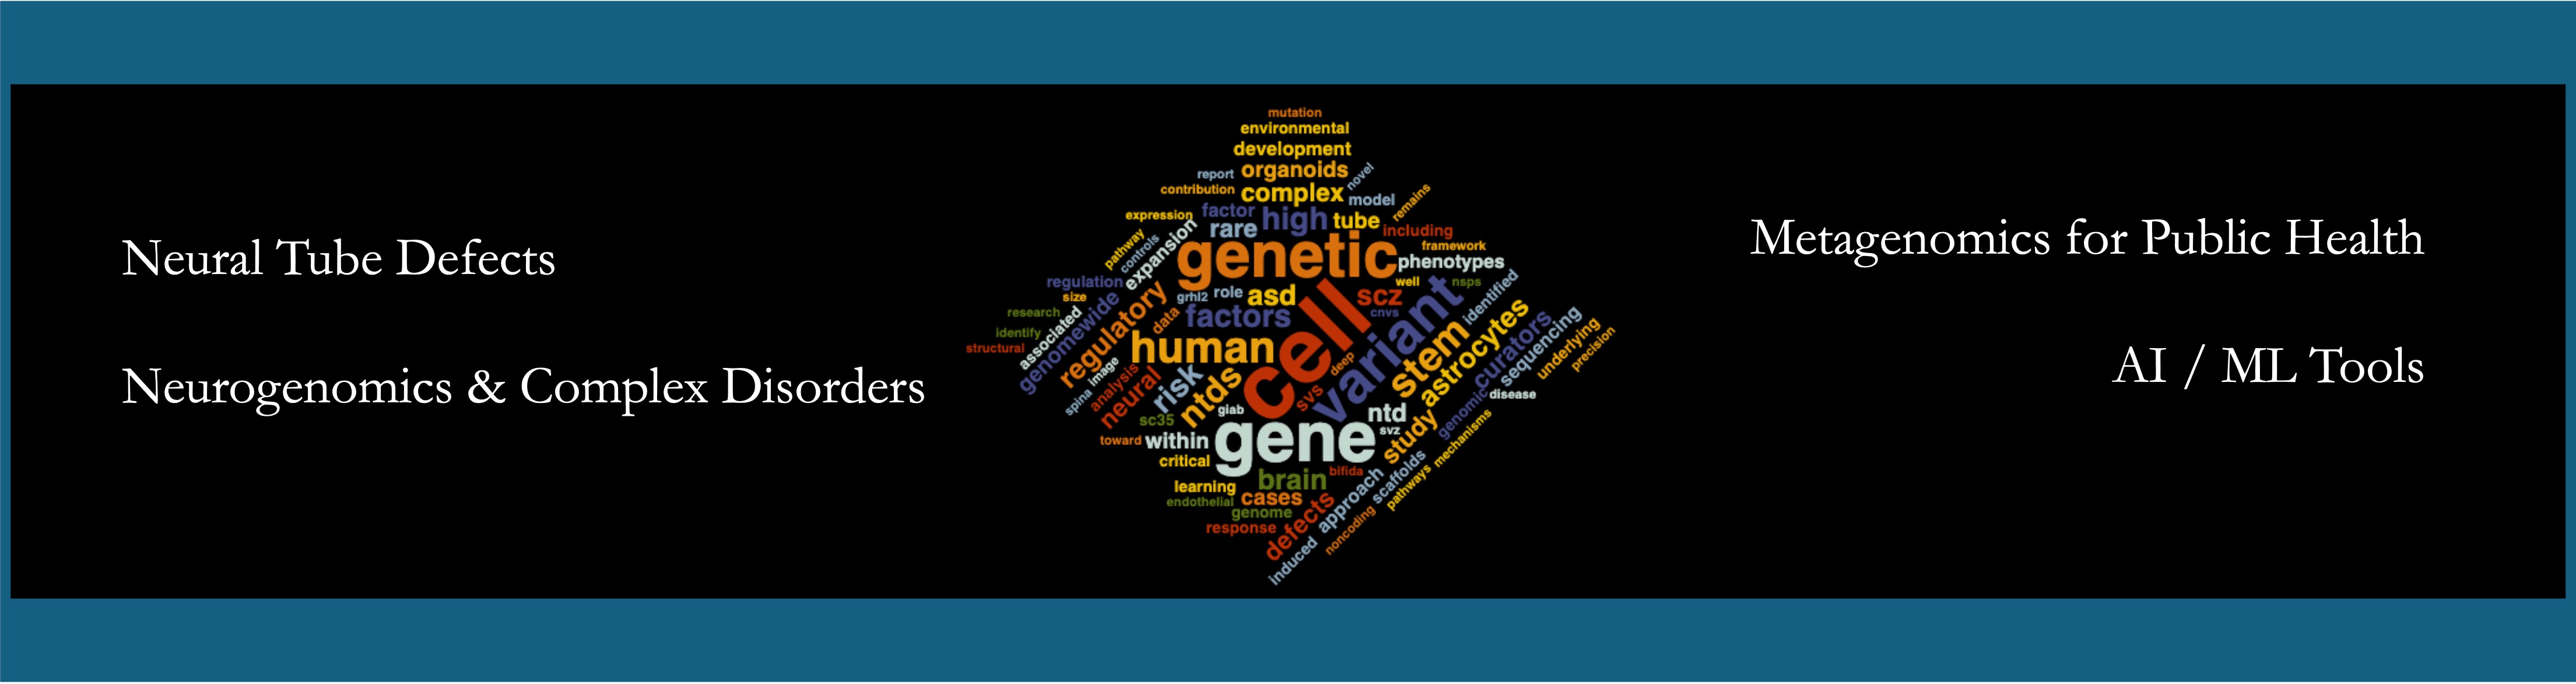 Neural Tube Defects
Neurogenomics & Complex Disorders
mutation
environmental
development
report
organoids
novel
contribution
complex
model
remains
expression
factor
high
tube
rare
including
pathway
controls
expansion
genetic
framework
phenotypes
regulation
size
grhl2
role
asd
scz
well
nsps
identified
research
associated
genomewide
regulatory
data
factors
cell
cnvs
variant
identify
structural
human
deep
stem
astrocytes
curators
sequencing
underlying
precision
spina
image
analysis
neural
risk
ntds
giab
svs
ntd
svz
study
genomic
disease
sc35
toward
within
gene
mechanisms
critical
learning
brain
bifida
endothelial
cases
genome
response
defects
approach
scaffolds
pathways
noncoding
induced
Metagenomics for Public Health
AI / ML Tools